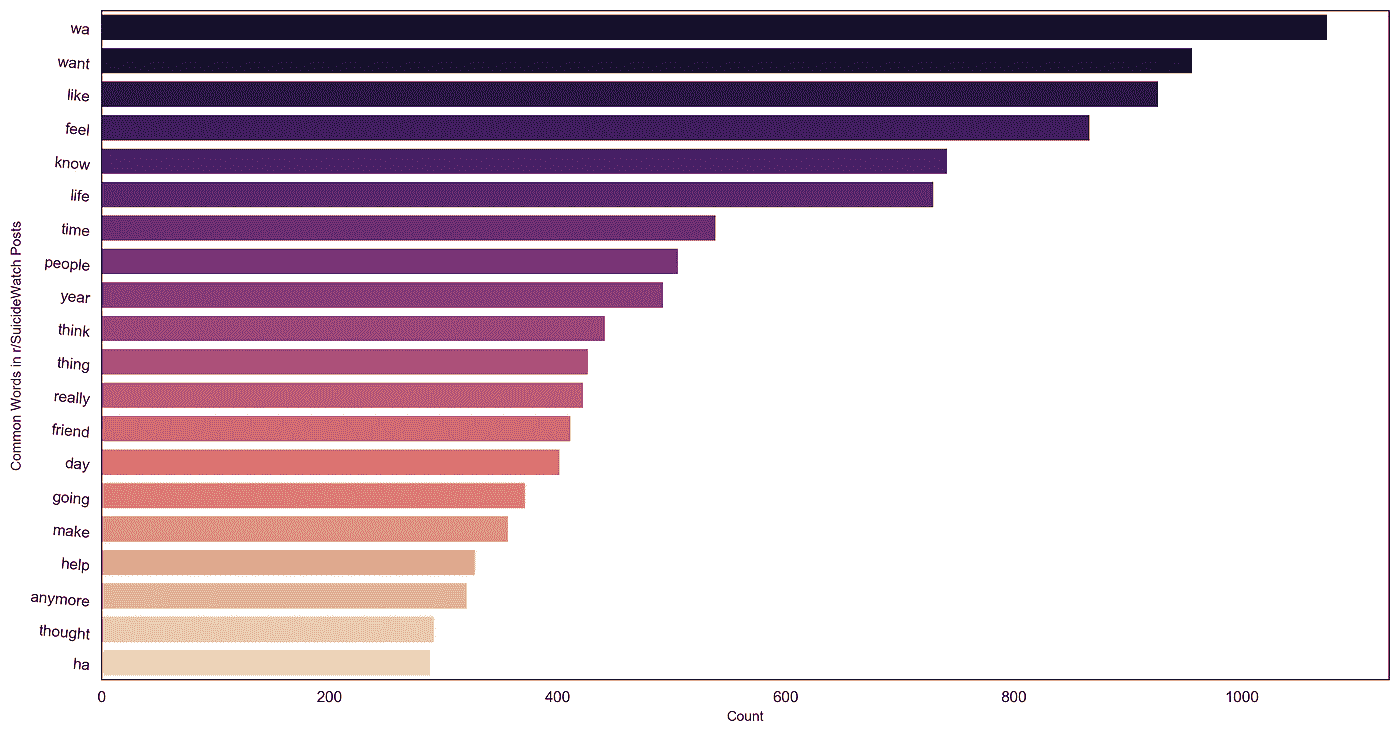 wa
want
like
feel
know
life
time
people
year
think
thing
really
friend
day
going
make
help
anymore
thought
ha
Common Words in r/SuicideWatch Posts
0 200 400 600 800 1000
Count